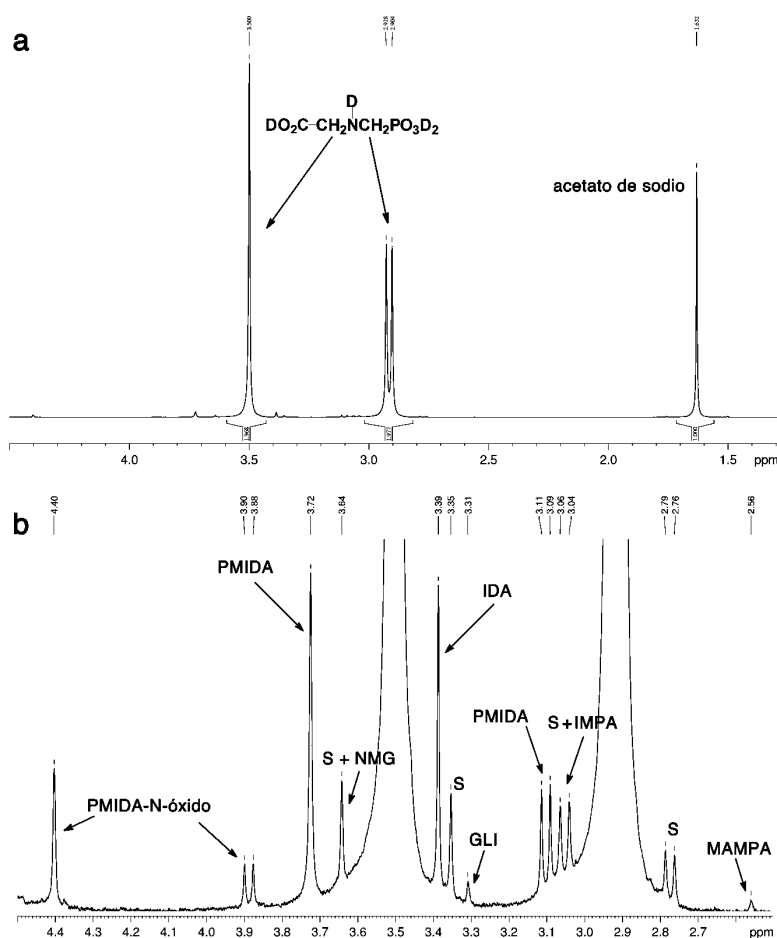 a
3.500
2.928
2.904
1.632
D
DO₂C-CH₂NCH₂PO₃D₂
acetato de sodio
1.000
4.0 3.5 3.0 2.5 2.0 1.5 ppm
b
4.40 3.90 3.88 3.72 3.64 3.39 3.35 3.31 3.11 3.09 3.06 3.04 2.79 2.76 2.56
PMIDA
IDA
PMIDA
S + IMPA
S + NMG
S
PMIDA-N-óxido
GLI
S
MAMPA
4.4 4.3 4.2 4.1 4.0 3.9 3.8 3.7 3.6 3.5 3.4 3.3 3.2 3.1 3.0 2.9 2.8 2.7 ppm